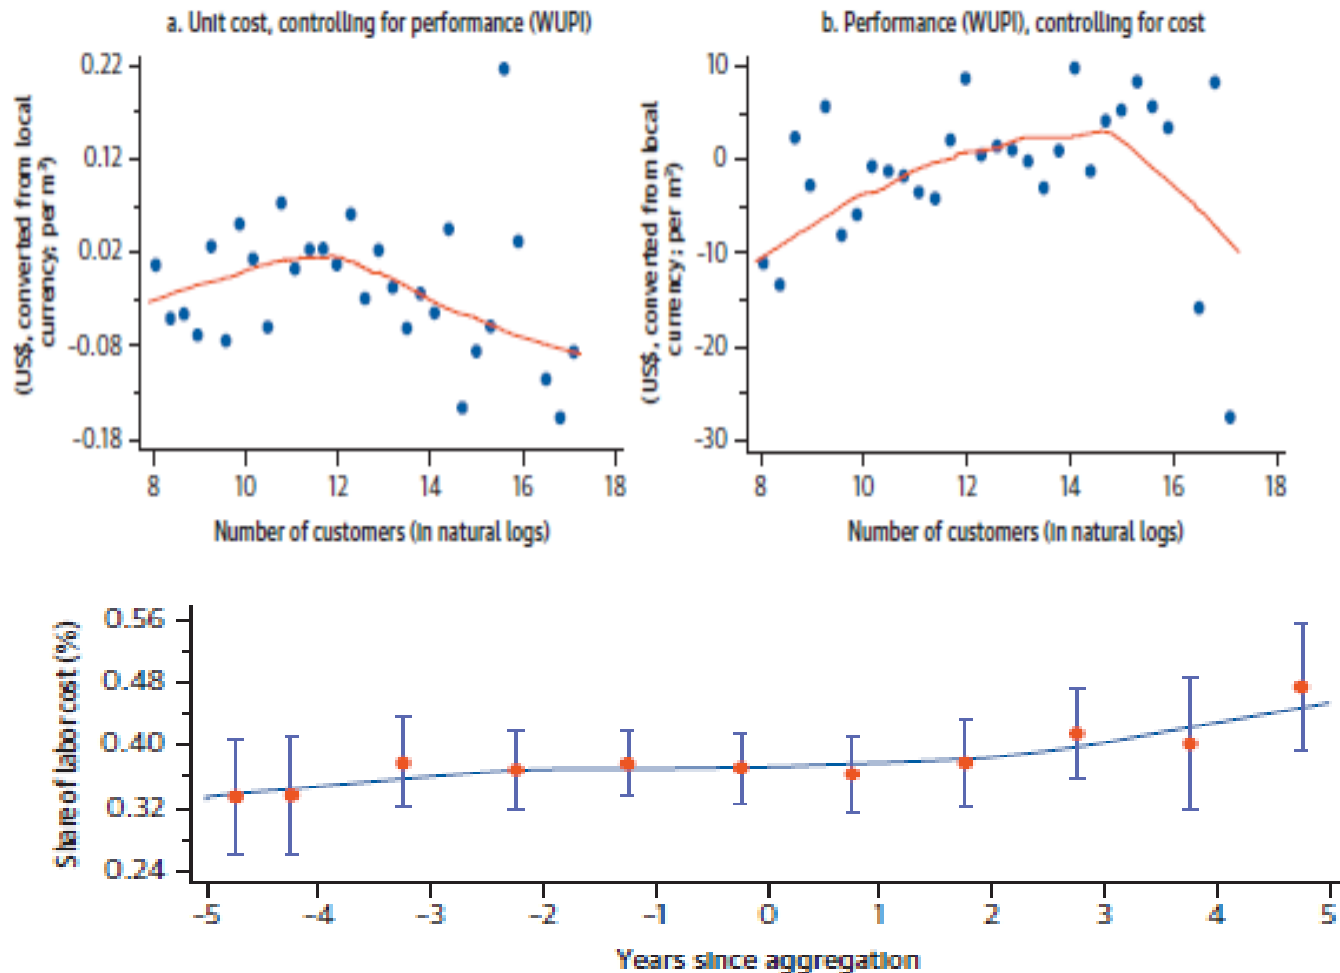 a. Unit cost, controlling for performance (WUPI)
(US$, converted from local
currency; per m³)
0.22
0.12
0.02
-0.08
-0.18
8 10 12 14 16 18
Number of customers (in natural logs)
b. Performance (WUPI), controlling for cost
(US$, converted from local
currency; per m³)
10
0
-10
-20
-30
8 10 12 14 16 18
Number of customers (in natural logs)
Share of labor cost (%)
0.56
0.48
0.40
0.32
0.24
-5 -4 -3 -2 -1 0 1 2 3 4 5
Years since aggregation